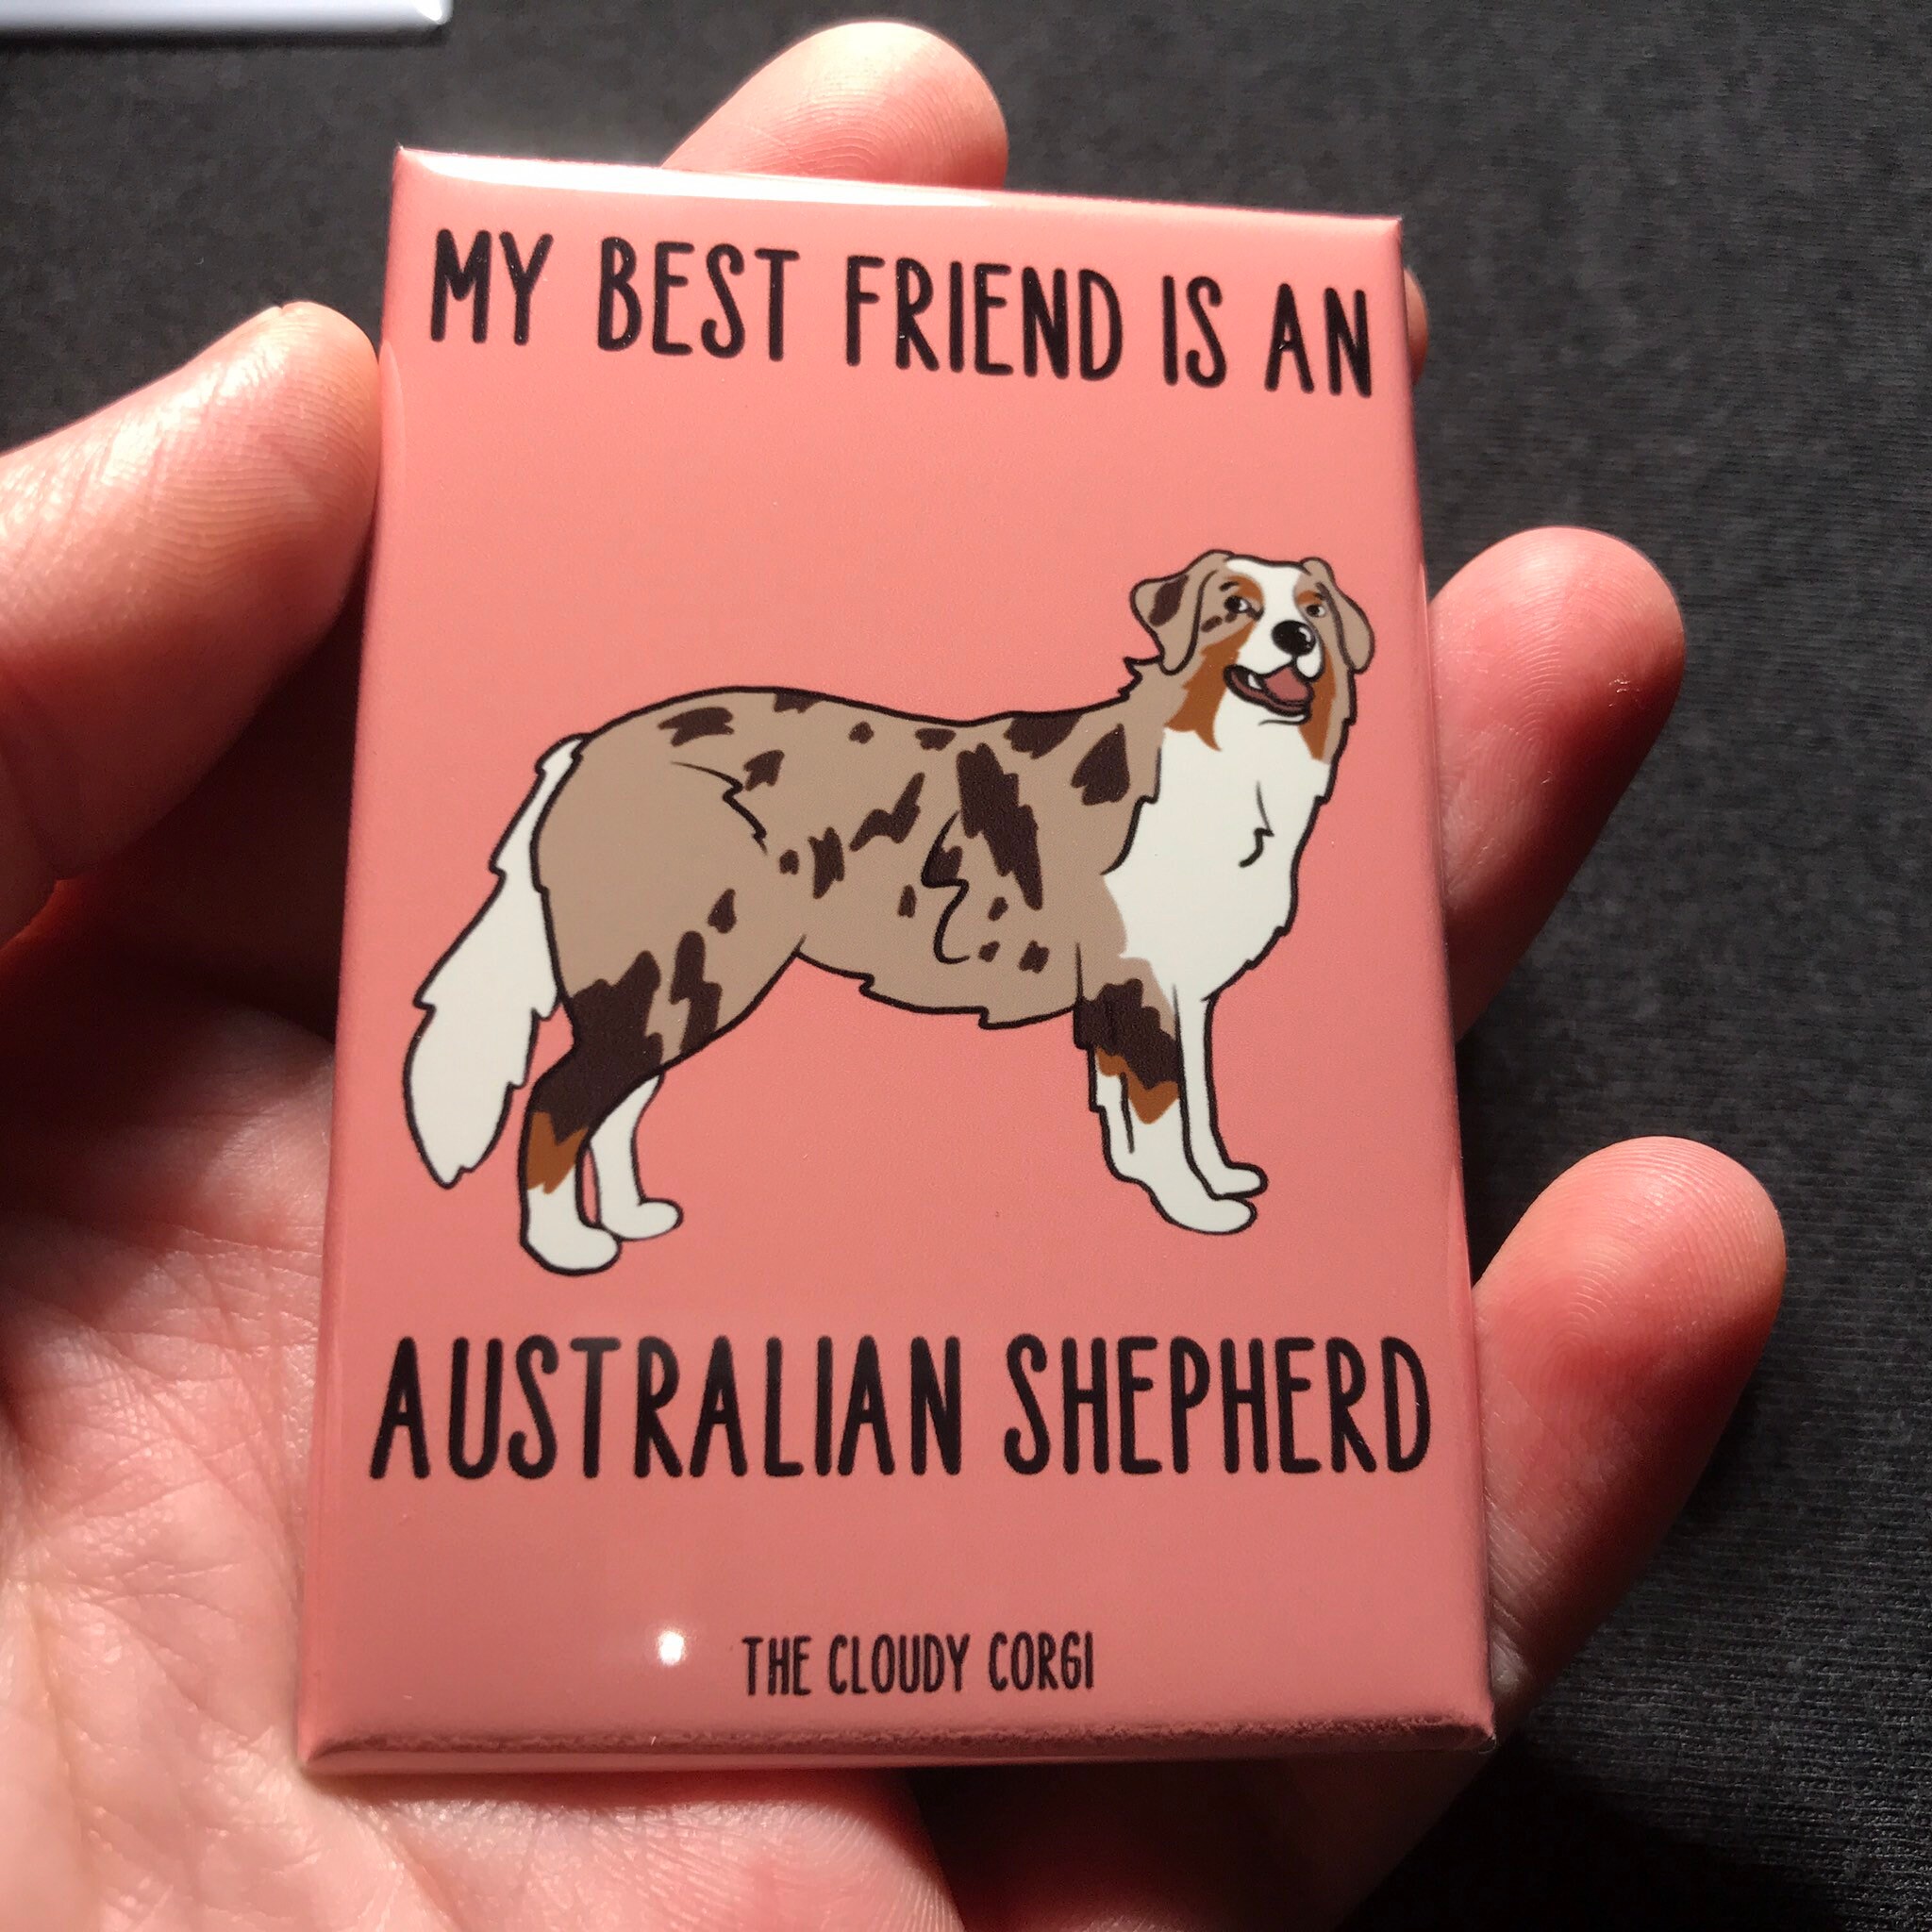 MY BEST FRIEND IS AN
AUSTRALIAN SHEPHERD
THE CLOUDY CORGI